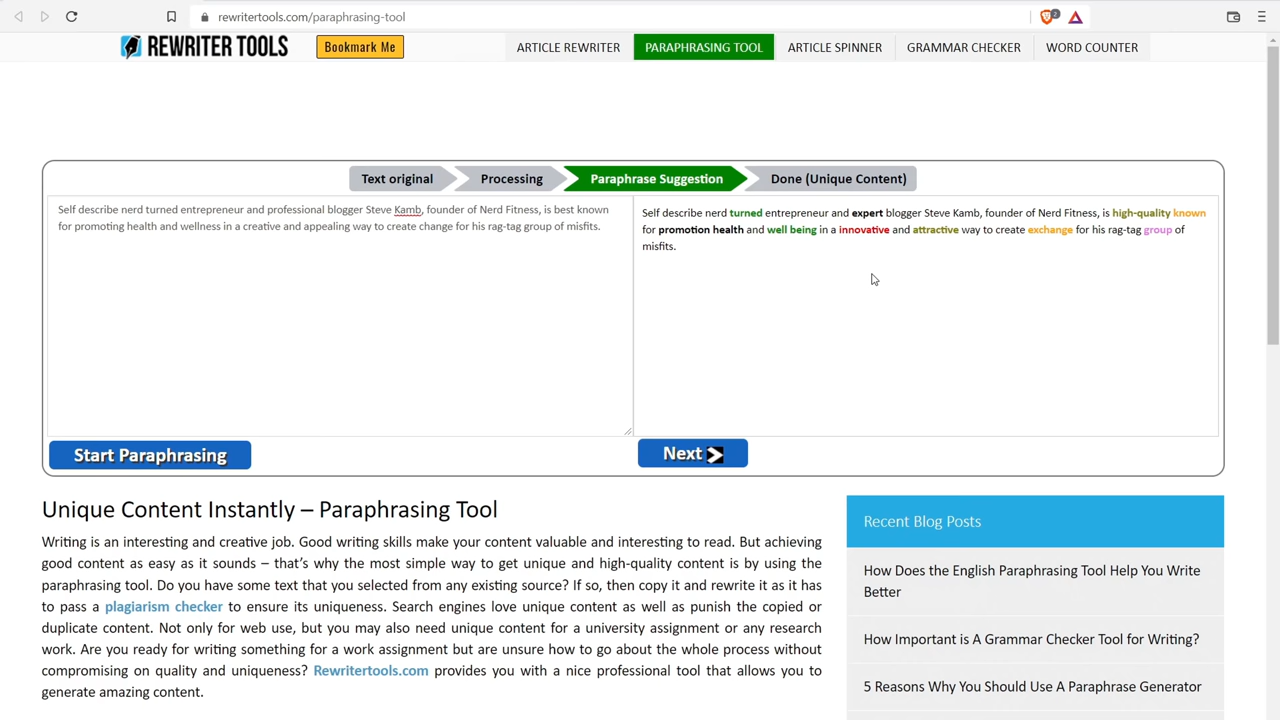 rewritertools.com/paraphrasing-tool
2
REWRITER TOOLS
Bookmark Me
ARTICLE REWRITER
PARAPHRASING TOOL
ARTICLE SPINNER
GRAMMAR CHECKER
WORD COUNTER
Text original
Processing
Paraphrase Suggestion
Done (Unique Content)
Self describe nerd turned entrepreneur and professional blogger Steve Kamb, founder of Nerd Fitness, is best known
for promoting health and wellness in a creative and appealing way to create change for his rag-tag group of misfits.
Self describe nerd turned entrepreneur and expert blogger Steve Kamb, founder of Nerd Fitness, is high-quality known
for promotion health and well being in a innovative and attractive way to create exchange for his rag-tag group of
misfits.
Start Paraphrasing
Next
Unique Content Instantly – Paraphrasing Tool
Writing is an interesting and creative job. Good writing skills make your content valuable and interesting to read. But achieving
good content as easy as it sounds – that’s why the most simple way to get unique and high-quality content is by using the
paraphrasing tool. Do you have some text that you selected from any existing source? If so, then copy it and rewrite it as it has
to pass a plagiarism checker to ensure its uniqueness. Search engines love unique content as well as punish the copied or
duplicate content. Not only for web use, but you may also need unique content for a university assignment or any research
work. Are you ready for writing something for a work assignment but are unsure how to go about the whole process without
compromising on quality and uniqueness? Rewritertools.com provides you with a nice professional tool that allows you to
generate amazing content.
Recent Blog Posts
How Does the English Paraphrasing Tool Help You Write
Better
How Important is A Grammar Checker Tool for Writing?
5 Reasons Why You Should Use A Paraphrase Generator